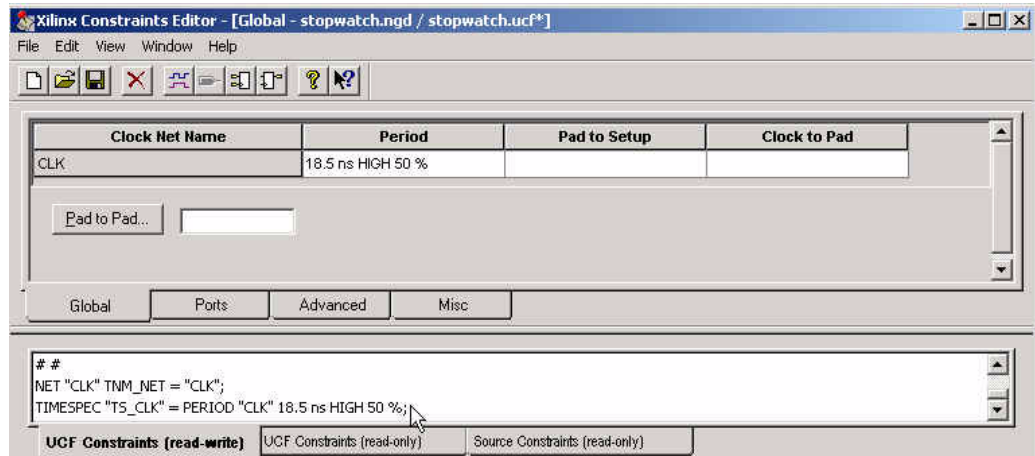 Xilinx Constraints Editor - [Global - stopwatch.ngd / stopwatch.ucf*]
File Edit View Window Help
Clock Net Name Period Pad to Setup Clock to Pad
CLK 18.5 ns HIGH 50 %
Pad to Pad...
Global Ports Advanced Misc
# #
NET "CLK" TNM_NET = "CLK";
TIMESPEC "TS_CLK" = PERIOD "CLK" 18.5 ns HIGH 50 %;
UCF Constraints (read-write) UCF Constraints (read-only) Source Constraints (read-only)